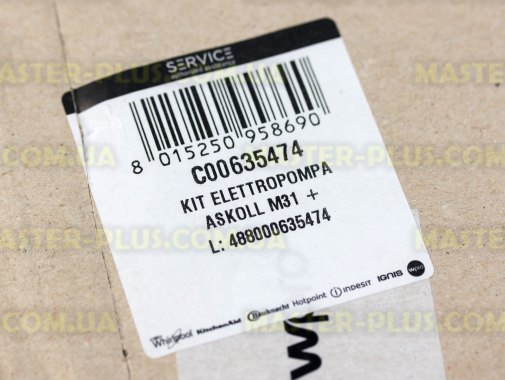 SERVICE
8 015250 958690
C00635474
KIT ELETTROPOMPA
ASKOLL M31 +
L: 488000635474
Whirlpool KitchenAid Bauknecht Hotpoint INDESIT IGNIS wpro
MASTER-PLUS.COM.UA